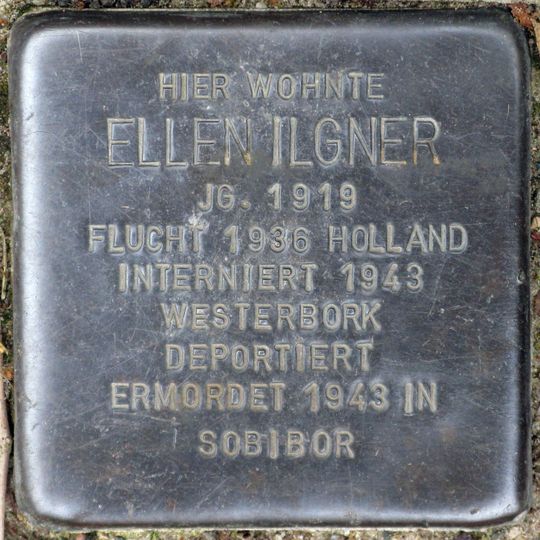 HIER WOHNTE
ELLEN ILGNER
JG. 1919
FLUCHT 1936 HOLLAND
INTERNIERT 1943
WESTERBORK
DEPORTIERT
ERMORDET 1943 IN
SOBIBOR